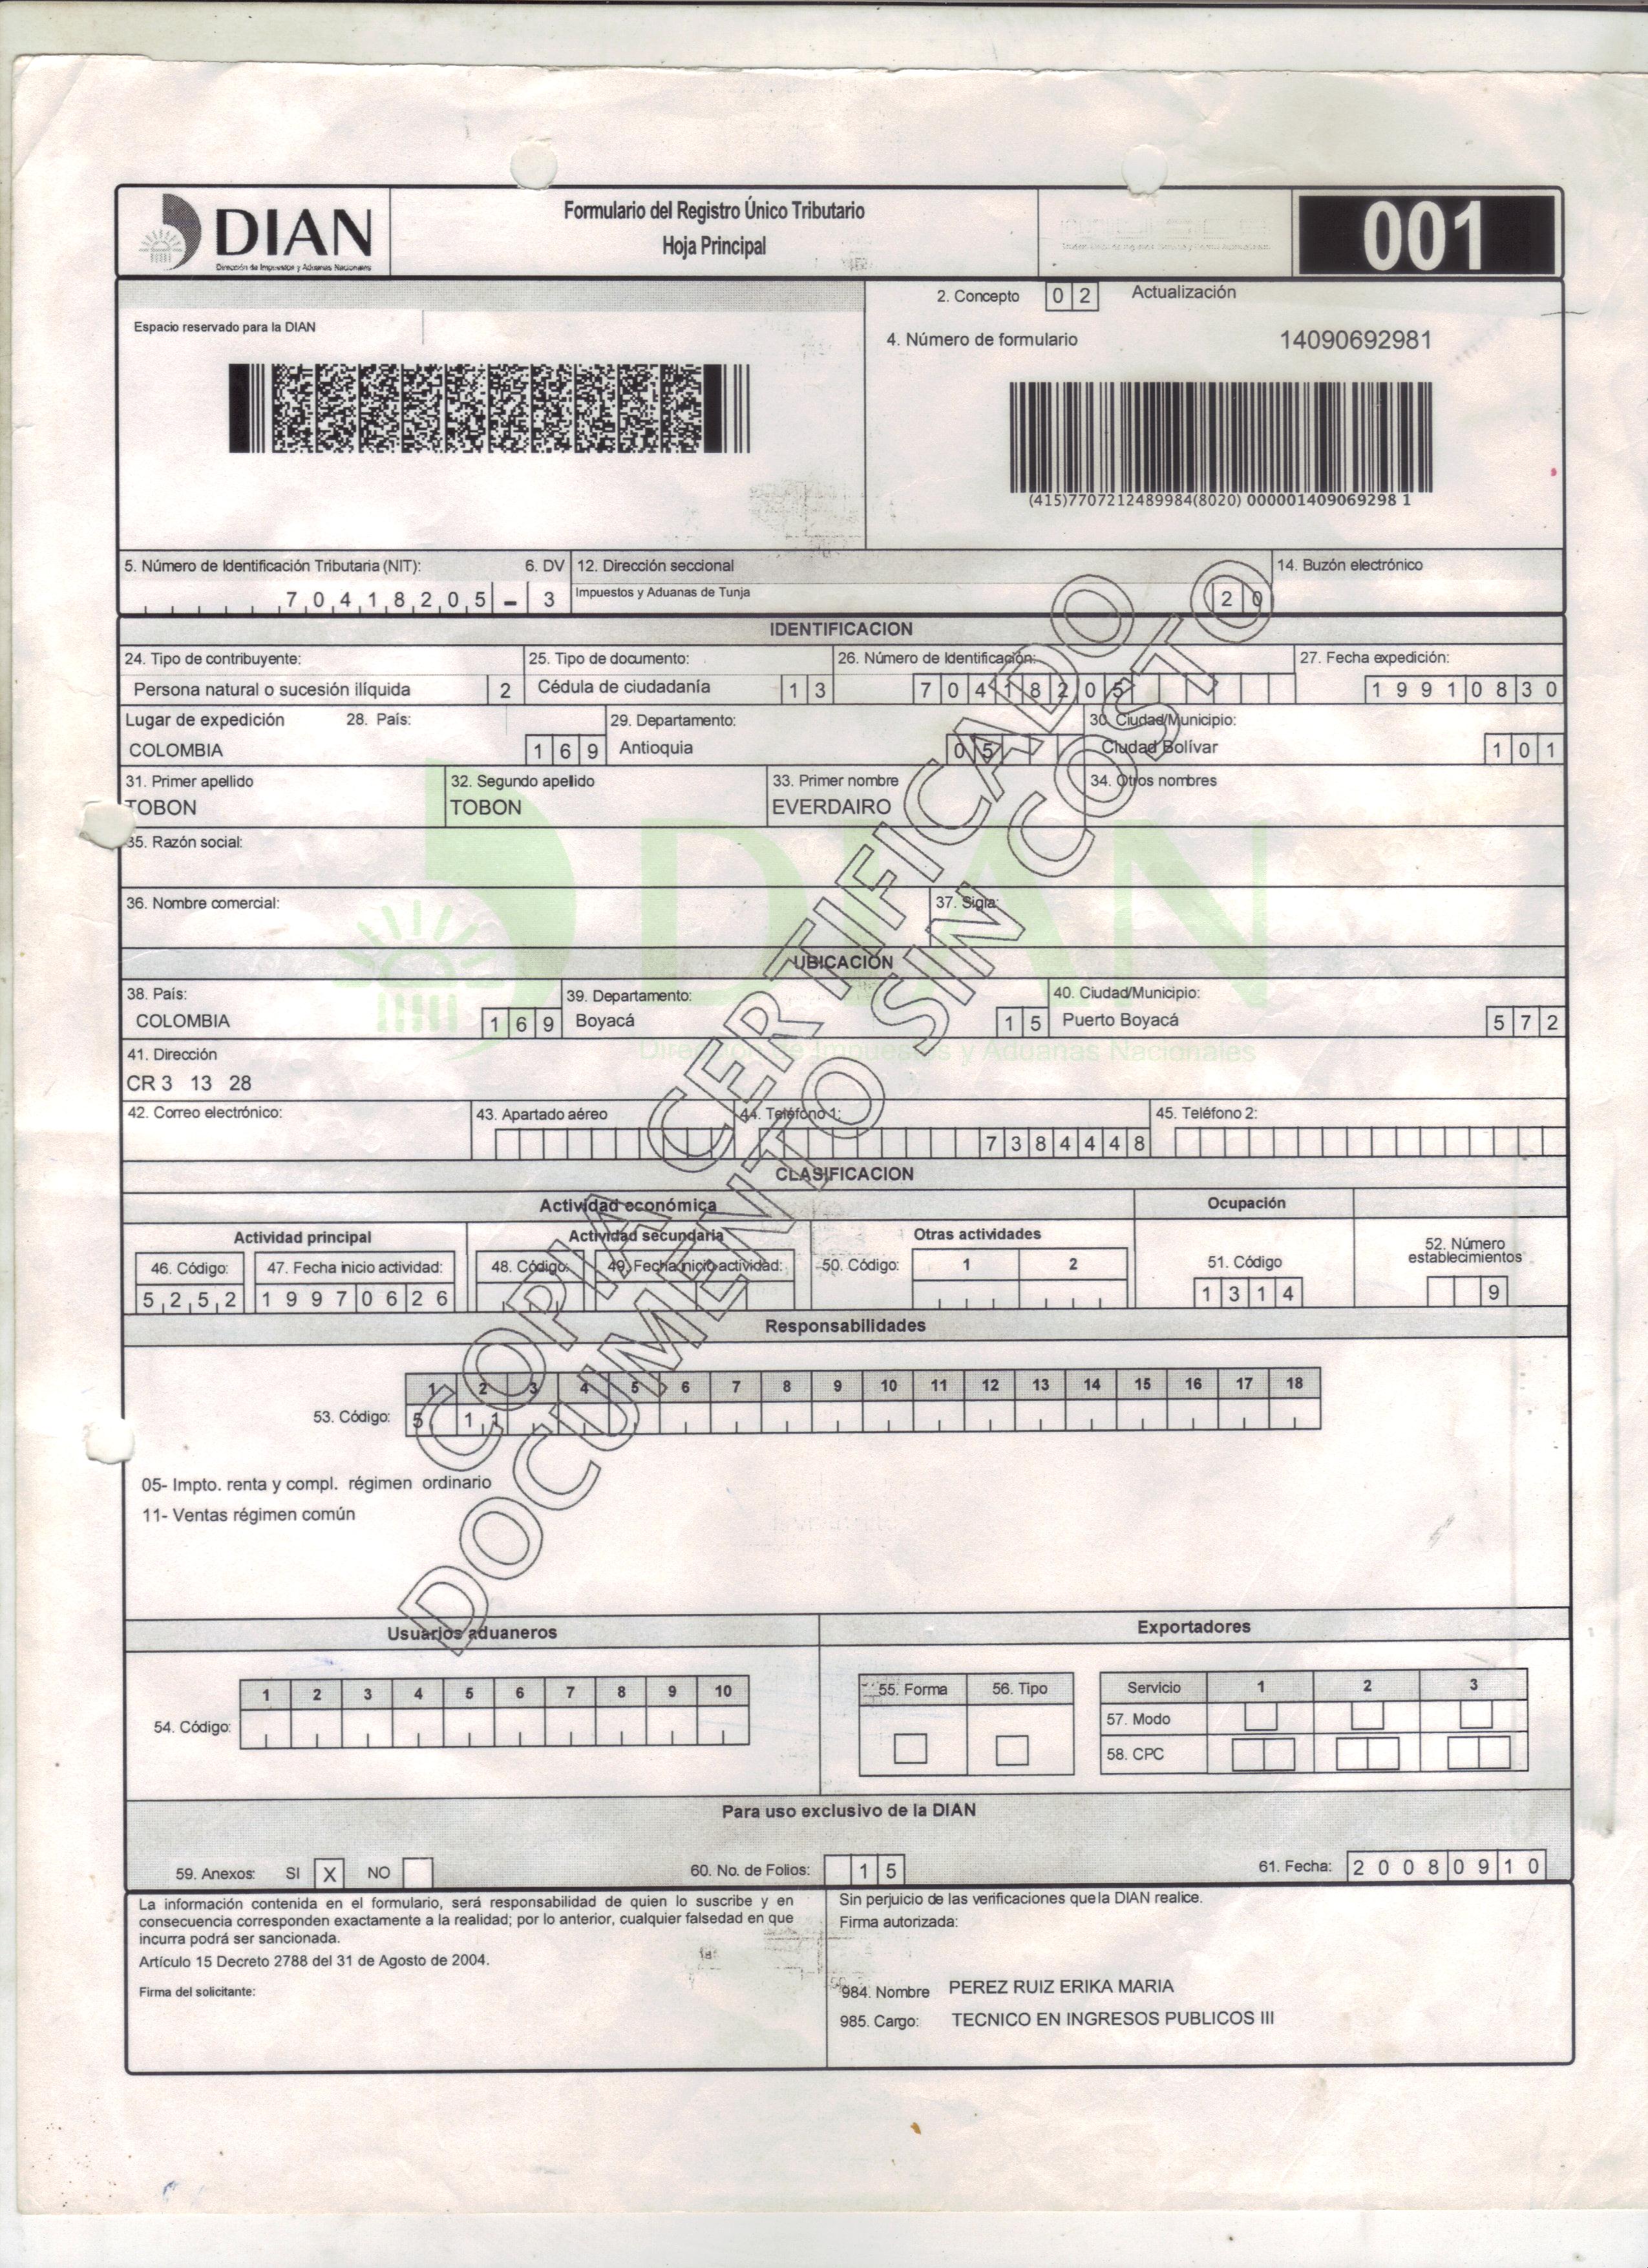 DIAN
Dirección de Impuestos y Aduanas Nacionales
Formulario del Registro Único Tributario
Hoja Principal
001
2. Concepto 0 2 Actualización
Espacio reservado para la DIAN
4. Número de formulario 14090692981
(415)7707212489984(8020) 000001409069298 1
5. Número de Identificación Tributaria (NIT): 6. DV 12. Dirección seccional 14. Buzón electrónico
7 0 4 1 8 2 0 5 - 3 Impuestos y Aduanas de Tunja 2 0
IDENTIFICACION
24. Tipo de contribuyente: 25. Tipo de documento: 26. Número de Identificación: 27. Fecha expedición:
Persona natural o sucesión ilíquida 2 Cédula de ciudadanía 1 3 7 0 4 1 8 2 0 5 1 9 9 1 0 8 3 0
Lugar de expedición 28. País: 29. Departamento: 30. Ciudad/Municipio:
COLOMBIA 1 6 9 Antioquia 0 5 Ciudad Bolívar 1 0 1
31. Primer apellido 32. Segundo apellido 33. Primer nombre 34. Otros nombres
TOBON TOBON EVERDAIRO
35. Razón social:
36. Nombre comercial: 37. Sigla:
UBICACION
38. País: 39. Departamento: 40. Ciudad/Municipio:
COLOMBIA 1 6 9 Boyacá 1 5 Puerto Boyacá 5 7 2
DIAN
Dirección de Impuestos y Aduanas Nacionales
41. Dirección
CR 3 13 28
42. Correo electrónico: 43. Apartado aéreo 44. Teléfono 1: 45. Teléfono 2:
7 3 8 4 4 4 8
CLASIFICACION
Actividad económica Ocupación
Actividad principal Actividad secundaria Otras actividades 52. Número establecimientos
46. Código: 47. Fecha inicio actividad: 48. Código: 49. Fecha inicio actividad: 50. Código: 1 2 51. Código
5 2 5 2 1 9 9 7 0 6 2 6 1 3 1 4 9
Responsabilidades
1 2 3 4 5 6 7 8 9 10 11 12 13 14 15 16 17 18
53. Código: 5 1 1
05- Impto. renta y compl. régimen ordinario
11- Ventas régimen común
COPIA CERTIFICADO
DOCUMENTO SIN COSTO
Usuarios aduaneros Exportadores
1 2 3 4 5 6 7 8 9 10 55. Forma 56. Tipo Servicio 1 2 3
54. Código: 57. Modo
58. CPC
Para uso exclusivo de la DIAN
59. Anexos: SI X NO 60. No. de Folios: 1 5 61. Fecha: 2 0 0 8 0 9 1 0
La información contenida en el formulario, será responsabilidad de quien lo suscribe y en
consecuencia corresponden exactamente a la realidad; por lo anterior, cualquier falsedad en que
incurra podrá ser sancionada.
Artículo 15 Decreto 2788 del 31 de Agosto de 2004.
Firma del solicitante:
Sin perjuicio de las verificaciones que la DIAN realice.
Firma autorizada:
984. Nombre PEREZ RUIZ ERIKA MARIA
985. Cargo: TECNICO EN INGRESOS PUBLICOS III